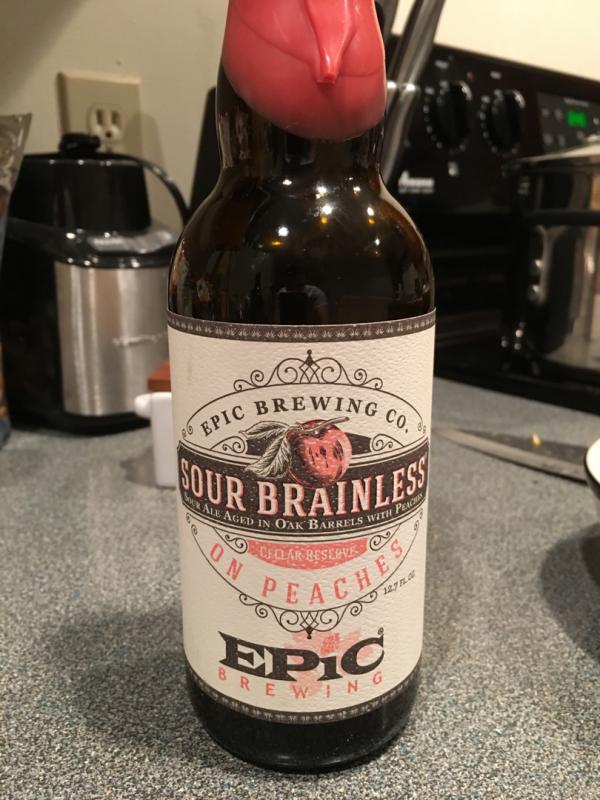 EPIC BREWING CO.
SOUR BRAINLESS
SOUR ALE AGED IN OAK BARRELS WITH PEACHES
CELLAR RESERVE
ON PEACHES
12.7 FL OZ
EPiC®
BREWING